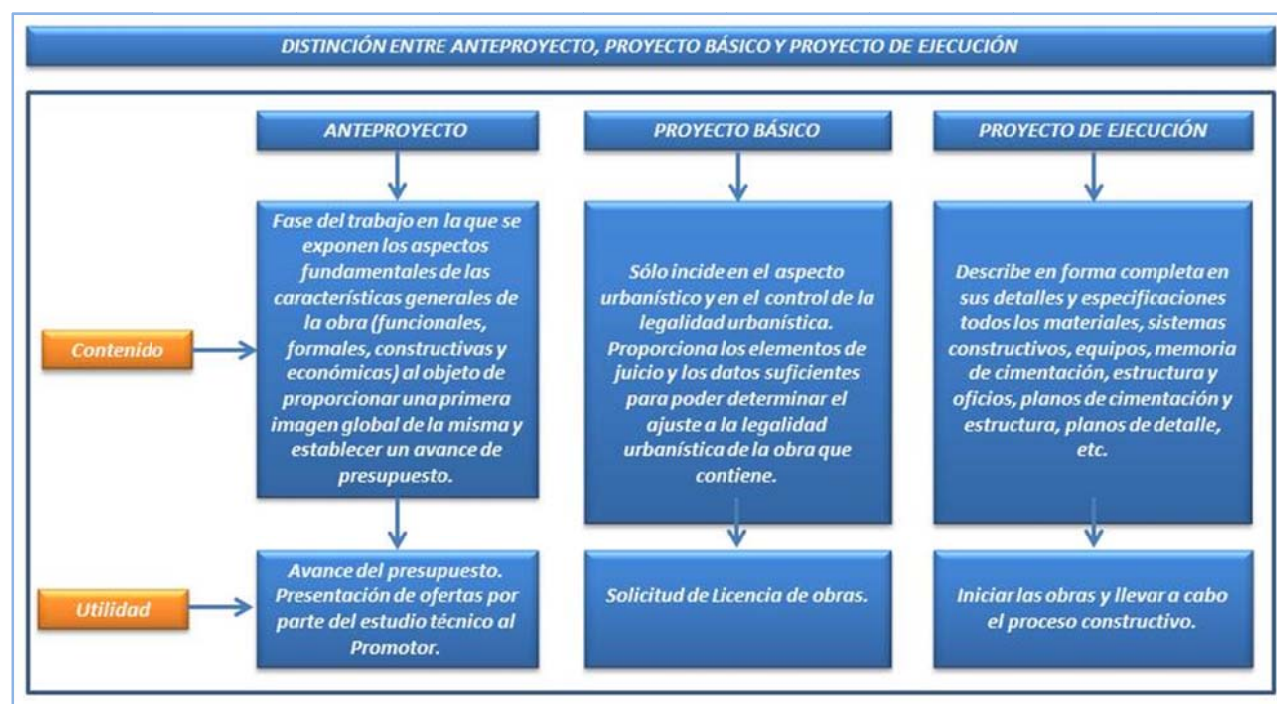 DISTINCIÓN ENTRE ANTEPROYECTO, PROYECTO BÁSICO Y PROYECTO DE EJECUCIÓN
ANTEPROYECTO
PROYECTO BÁSICO
PROYECTO DE EJECUCIÓN
Contenido
Fase del trabajo en la que se
exponen los aspectos
fundamentales de las
características generales de
la obra (funcionales,
formales, constructivas y
económicas) al objeto de
proporcionar una primera
imagen global de la misma y
establecer un avance de
presupuesto.
Sólo incide en el aspecto
urbanístico y en el control de la
legalidad urbanística.
Proporciona los elementos de
juicio y los datos suficientes
para poder determinar el
ajuste a la legalidad
urbanística de la obra que
contiene.
Describe en forma completa en
sus detalles y especificaciones
todos los materiales, sistemas
constructivos, equipos, memoria
de cimentación, estructura y
oficios, planos de cimentación y
estructura, planos de detalle,
etc.
Utilidad
Avance del presupuesto.
Presentación de ofertas por
parte del estudio técnico al
Promotor.
Solicitud de Licencia de obras.
Iniciar las obras y llevar a cabo
el proceso constructivo.